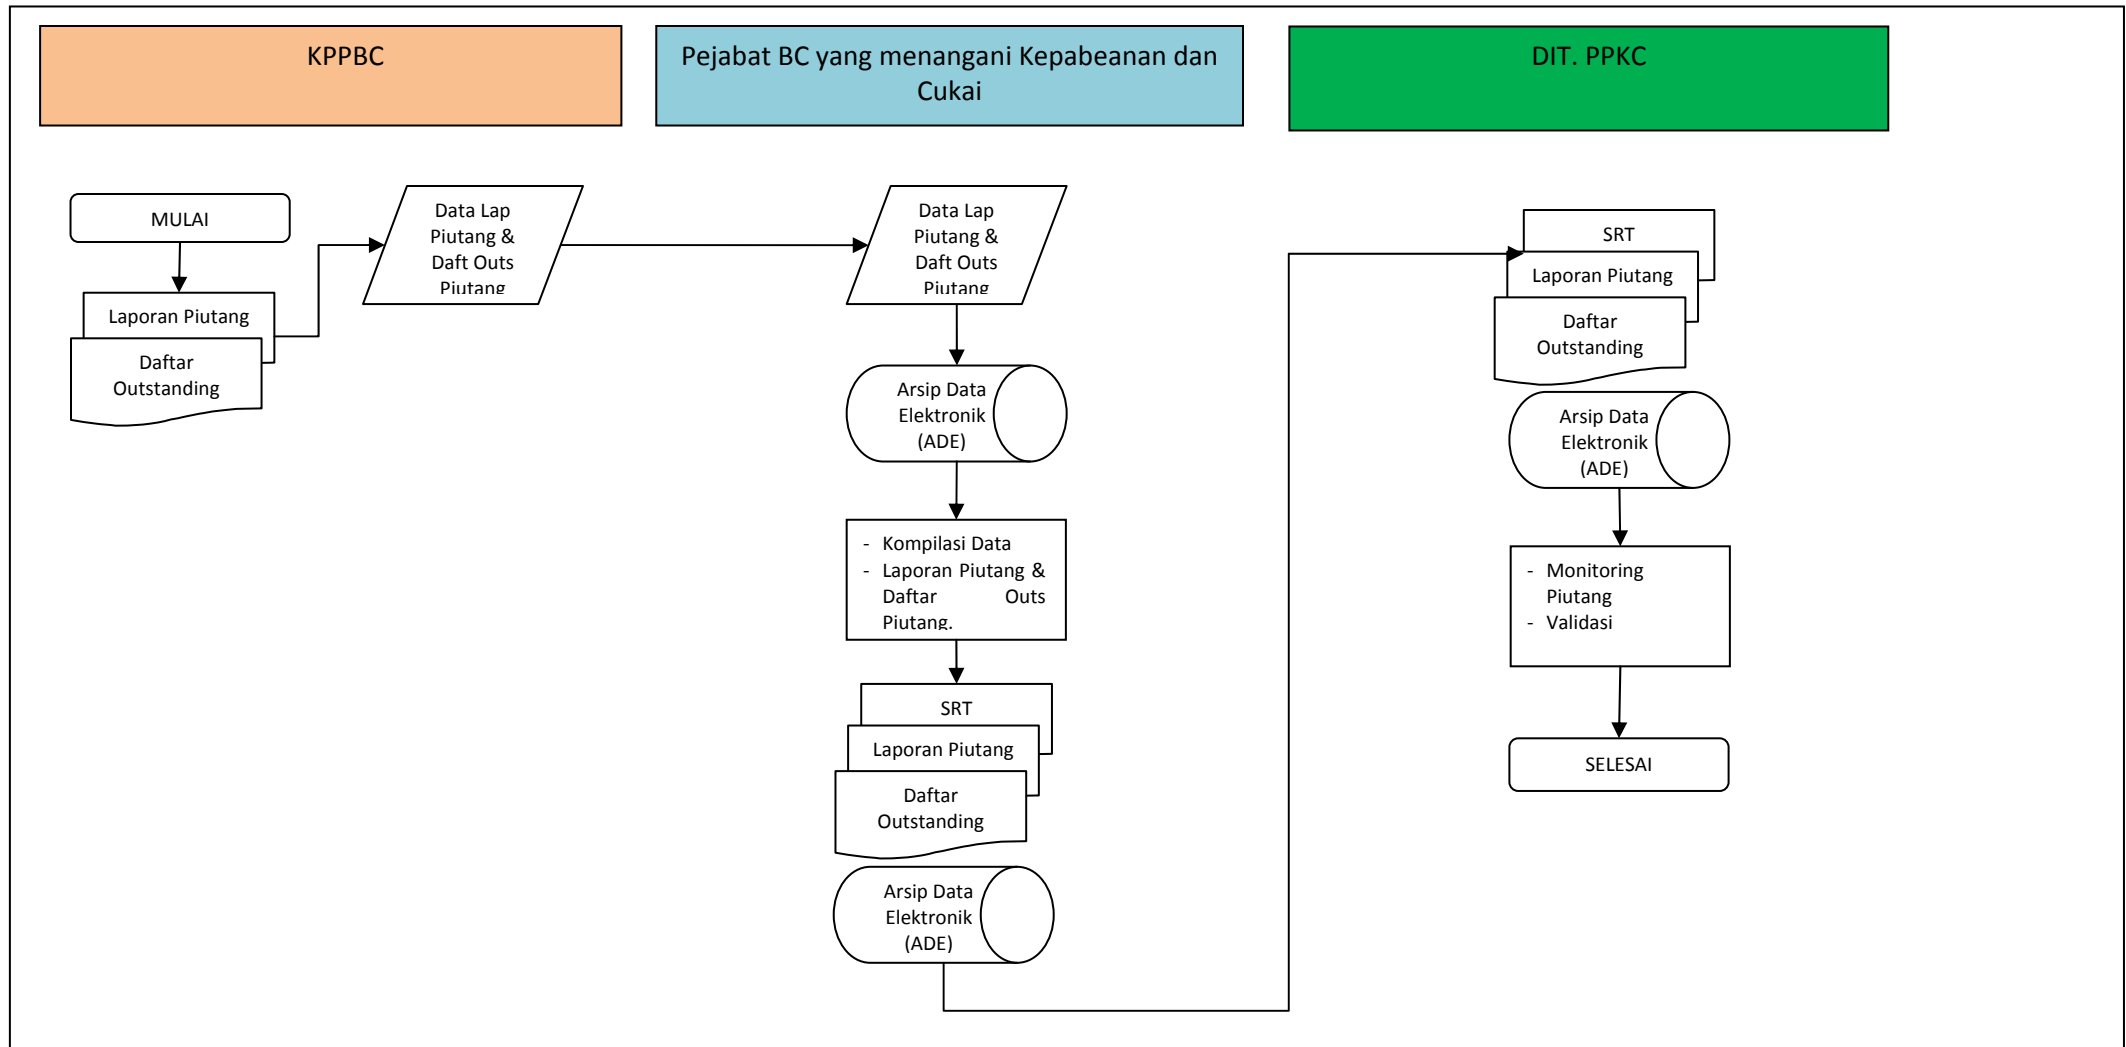 KPPBC
Pejabat BC yang menangani Kepabeanan dan
Cukai
DIT. PPKC
MULAI
Laporan Piutang
Daftar
Outstanding
Data Lap
Piutang &
Daft Outs
Piutang
Data Lap
Piutang &
Daft Outs
Piutang
Arsip Data
Elektronik
(ADE)
- Kompilasi Data
- Laporan Piutang &
Daftar Outs
Piutang.
SRT
Laporan Piutang
Daftar
Outstanding
Arsip Data
Elektronik
(ADE)
SRT
Laporan Piutang
Daftar
Outstanding
Arsip Data
Elektronik
(ADE)
- Monitoring
Piutang
- Validasi
SELESAI